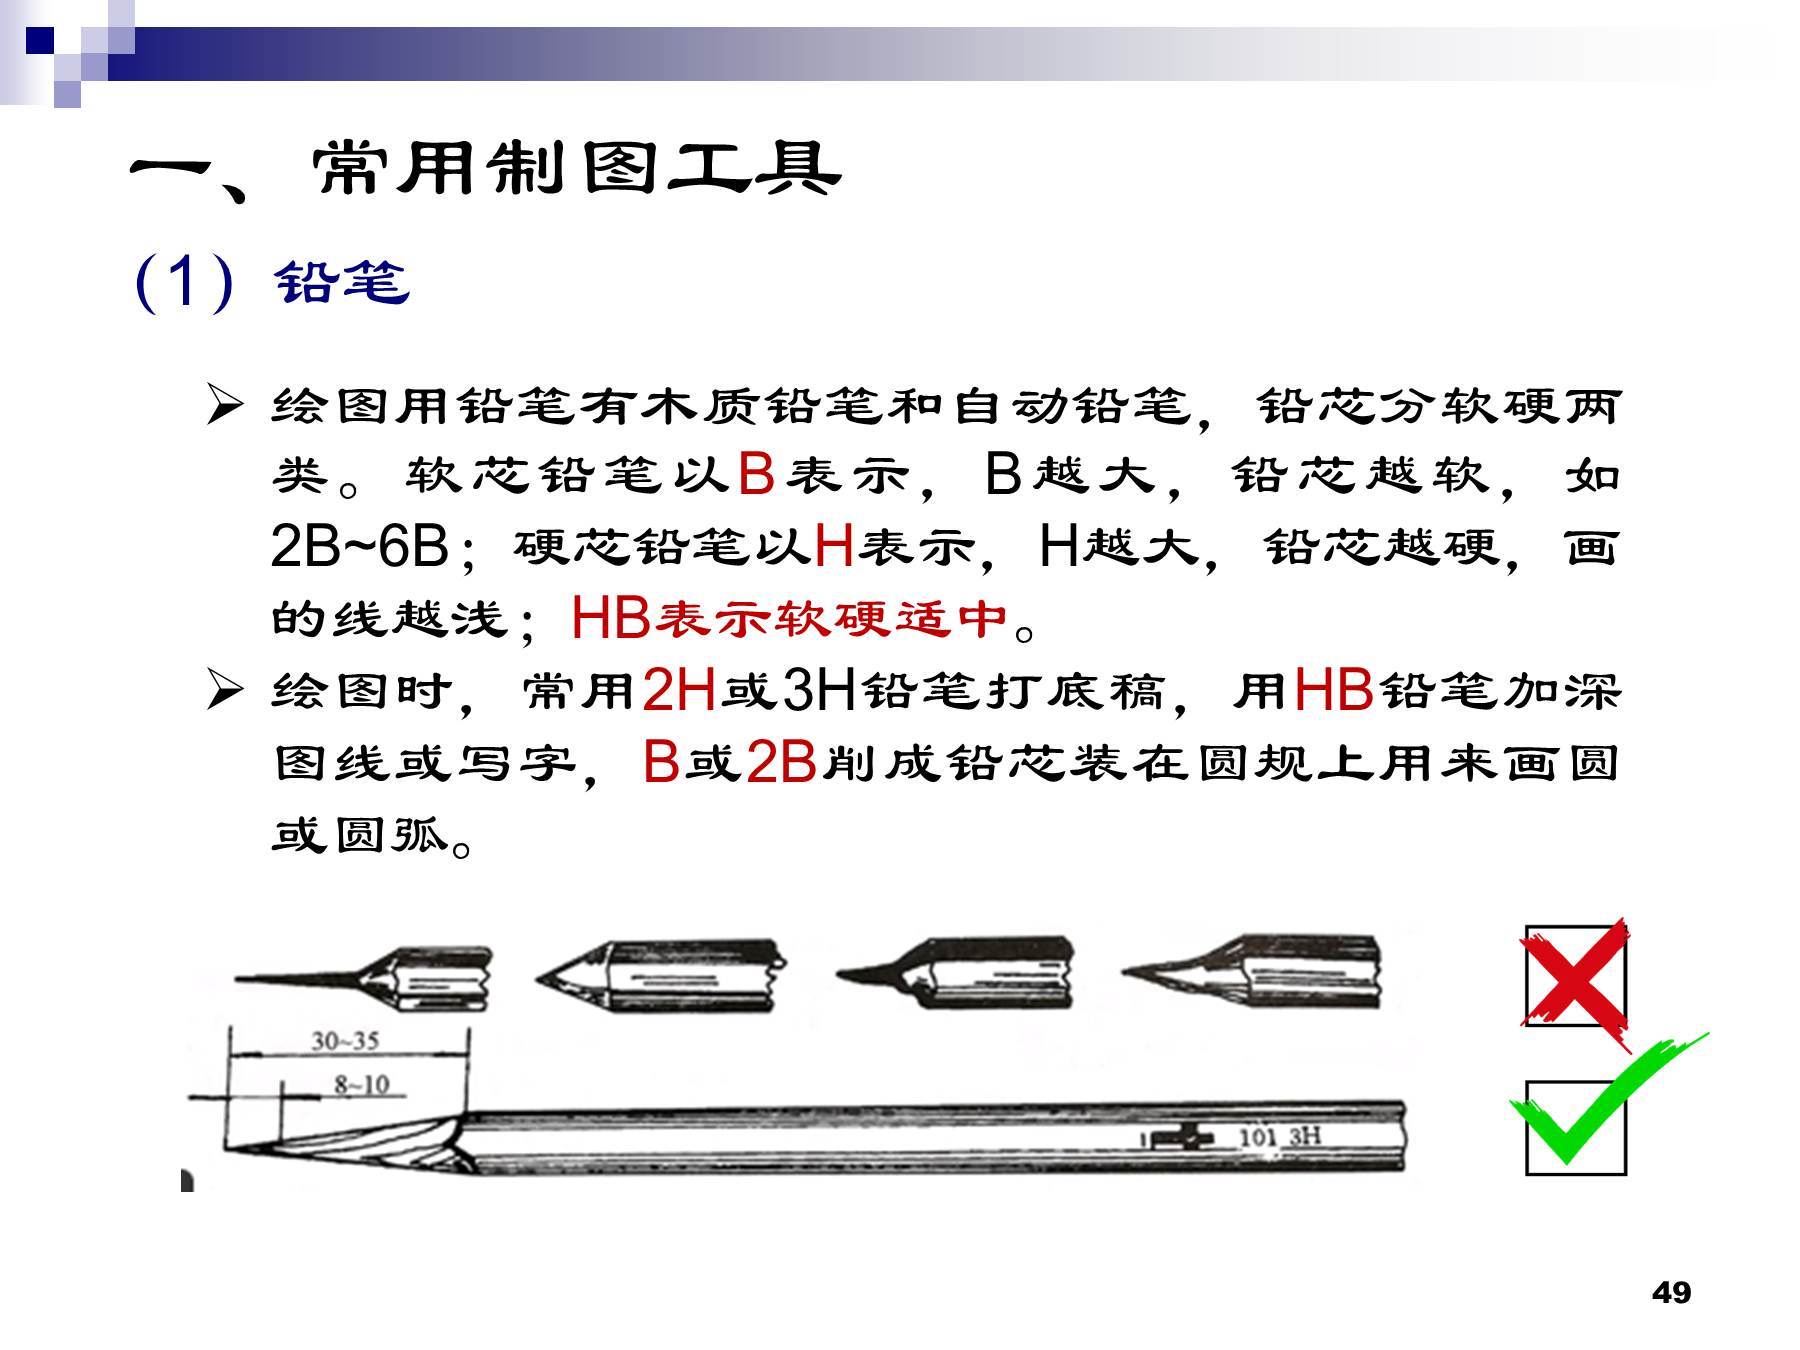 一、常用制图工具
(1) 铅笔
➢ 绘图用铅笔有木质铅笔和自动铅笔，铅芯分软硬两
类。软芯铅笔以B表示，B越大，铅芯越软，如
2B~6B；硬芯铅笔以H表示，H越大，铅芯越硬，画
的线越浅；HB表示软硬适中。
➢ 绘图时，常用2H或3H铅笔打底稿，用HB铅笔加深
图线或写字，B或2B削成铅芯装在圆规上用来画圆
或圆弧。
30~35
8~10
101 3H
49